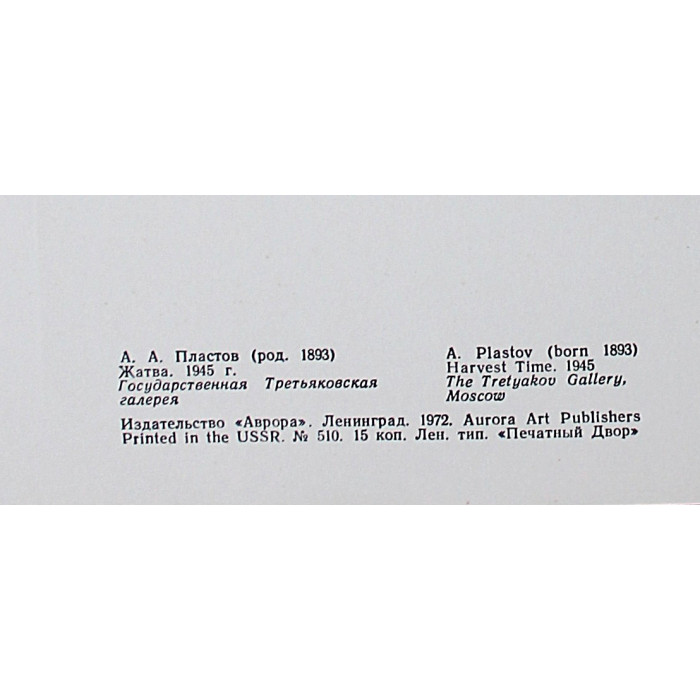 А. А. Пластов (род. 1893)
Жатва. 1945 г.
Государственная Третьяковская
галерея
A. Plastov (born 1893)
Harvest Time. 1945
The Tretyakov Gallery,
Moscow
Издательство «Аврора». Ленинград. 1972. Aurora Art Publishers
Printed in the USSR. № 510. 15 коп. Лен. тип. «Печатный Двор»